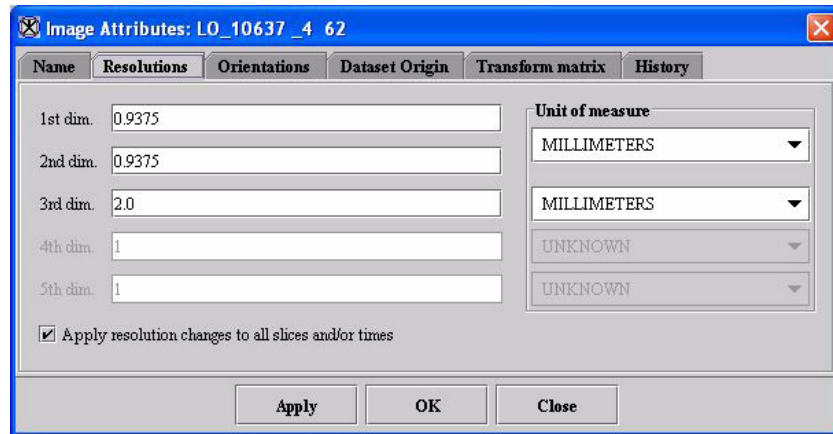 Image Attributes: LO_10637 _4 62
Name Resolutions Orientations Dataset Origin Transform matrix History
Unit of measure
1st dim. 0.9375
MILLIMETERS
2nd dim. 0.9375
3rd dim. 2.0 MILLIMETERS
4th dim. 1 UNKNOWN
5th dim. 1 UNKNOWN
Apply resolution changes to all slices and/or times
Apply OK Close